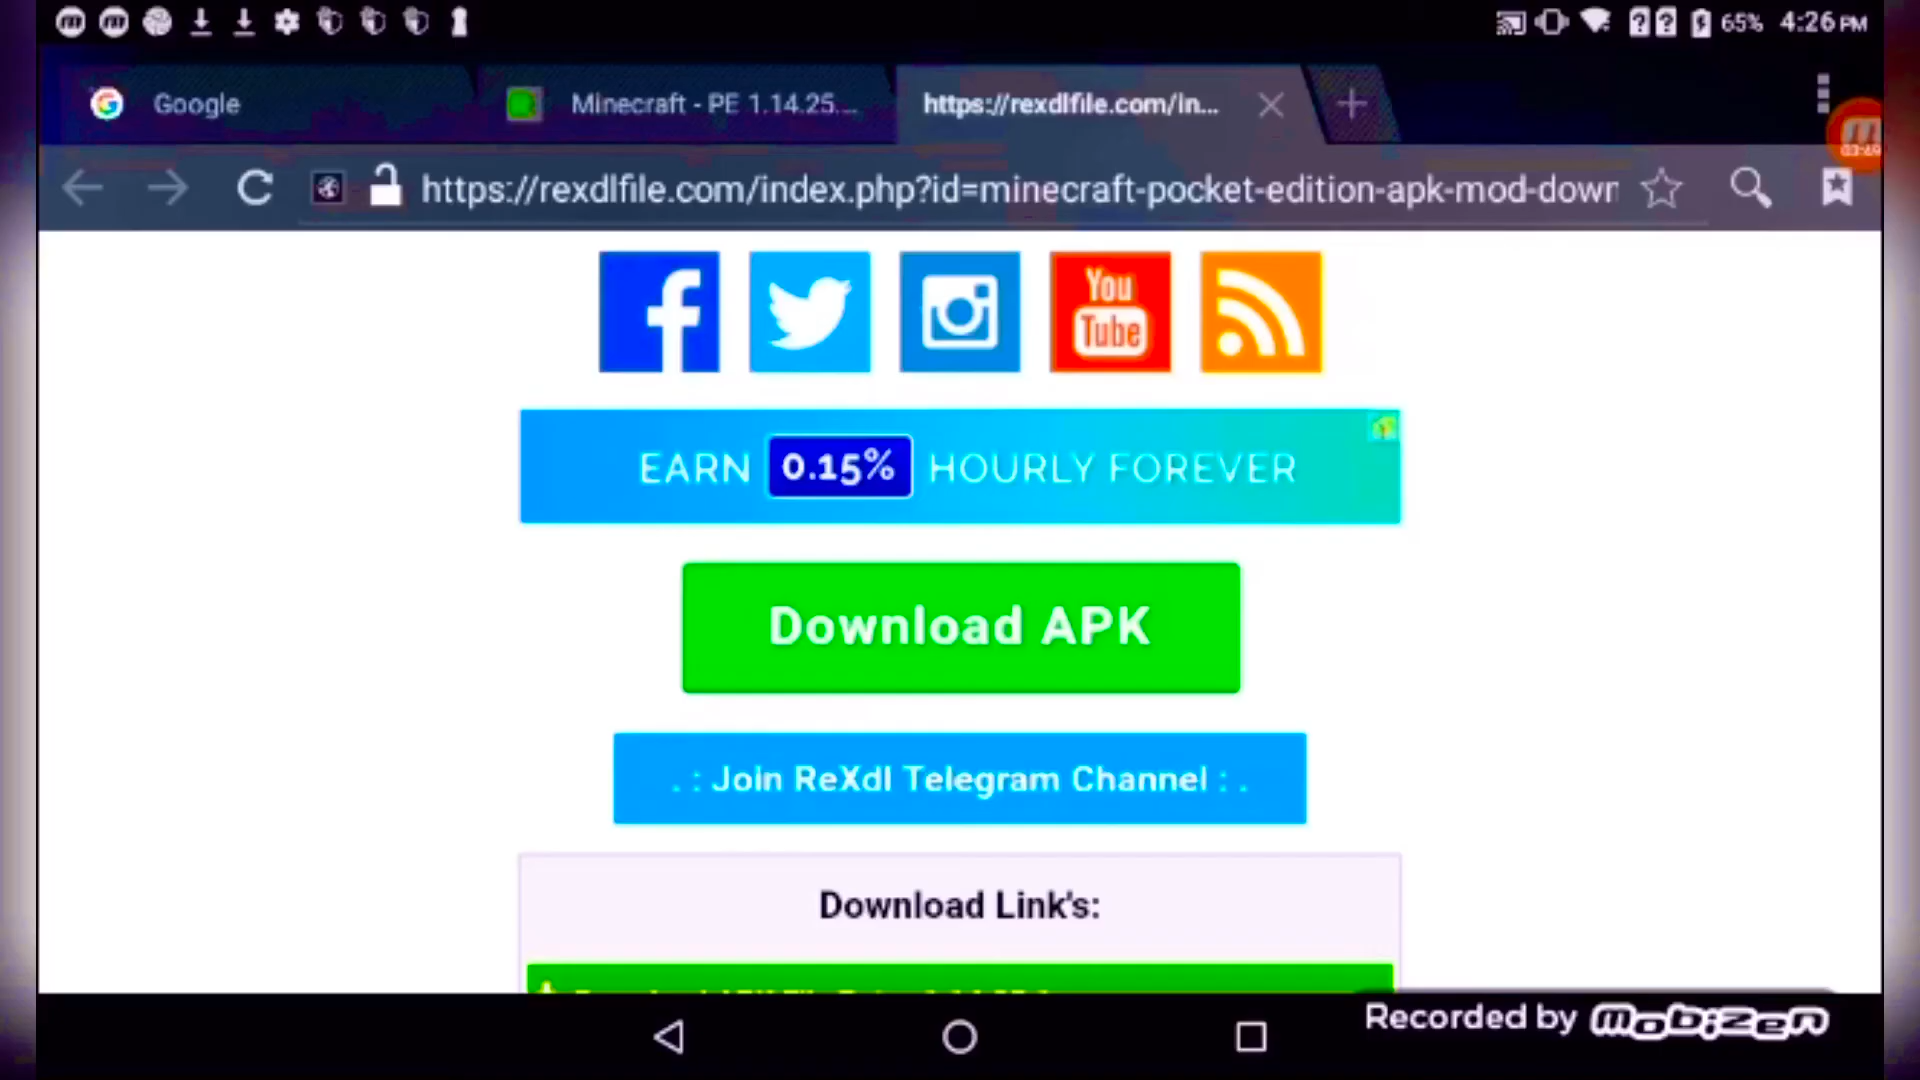 65% 4:26 PM
Google
Minecraft - PE 1.14.25....
https://rexdlfile.com/in...
03:49
https://rexdlfile.com/index.php?id=minecraft-pocket-edition-apk-mod-down
You
Tube
EARN 0.15% HOURLY FOREVER
Download APK
. : Join ReXdl Telegram Channel : .
Download Link's:
Recorded by mobizen